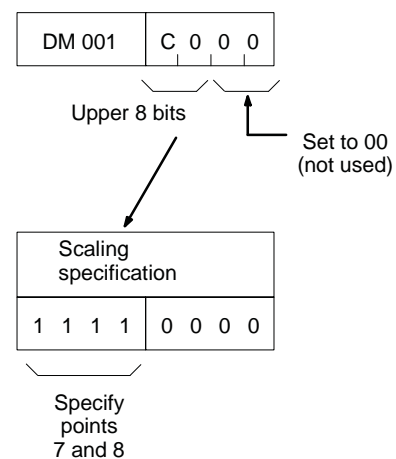 DM 001 C 0 0 0
Upper 8 bits
Set to 00
(not used)
Scaling
specification
1 1 1 1 0 0 0 0
Specify
points
7 and 8